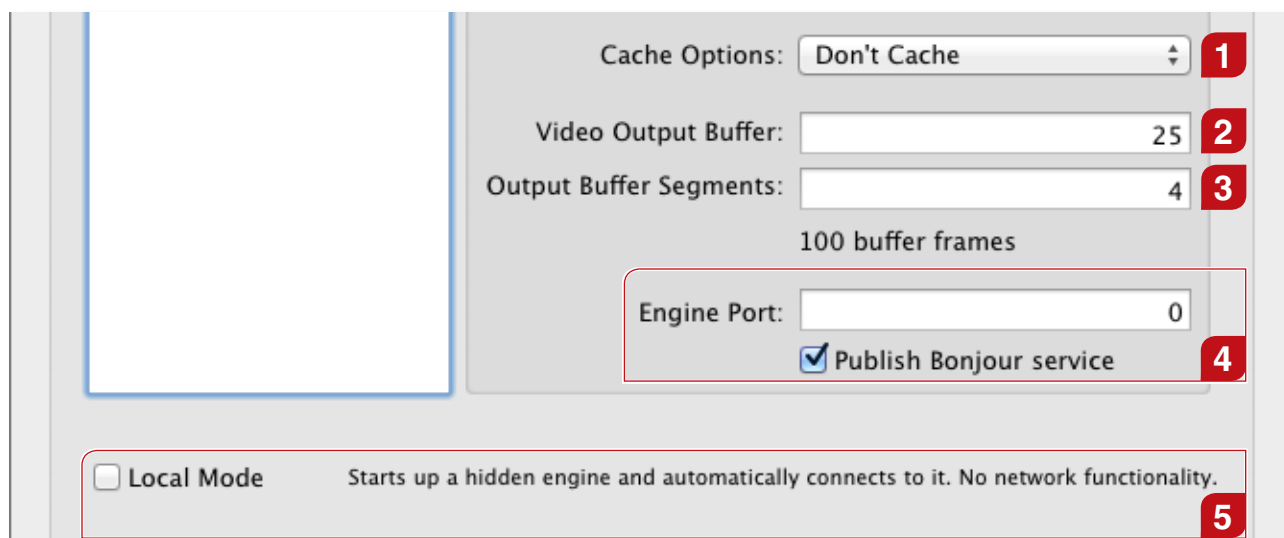 Cache Options: Don't Cache 1
Video Output Buffer: 25 2
Output Buffer Segments: 4 3
100 buffer frames
Engine Port: 0
Publish Bonjour service 4
Local Mode Starts up a hidden engine and automatically connects to it. No network functionality.
5